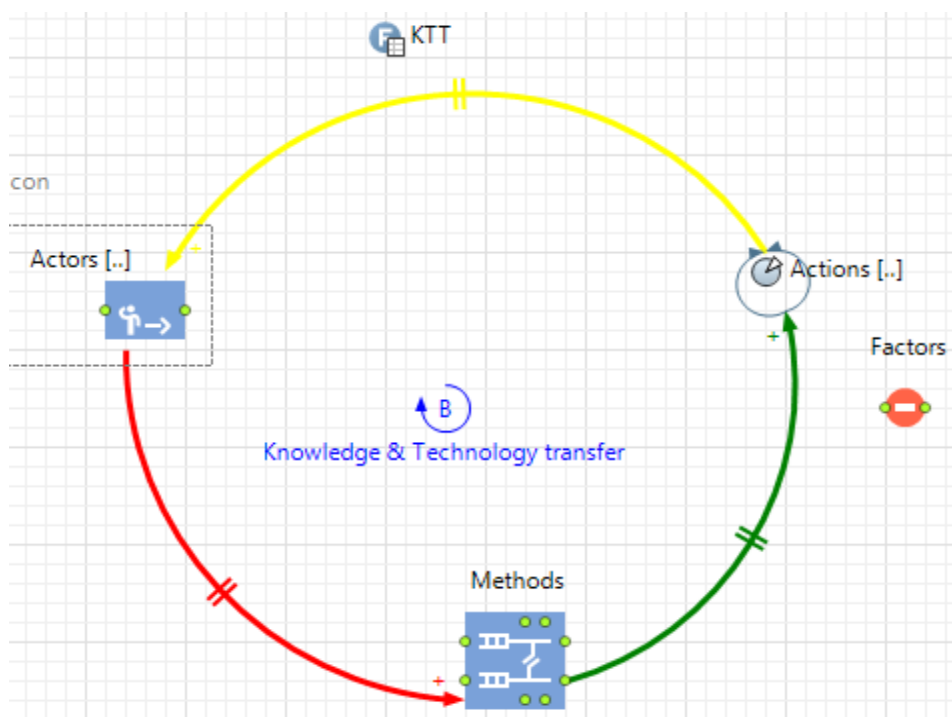 KTT
con
Actors [..]
+
Actions [..]
+
Factors
B
Knowledge & Technology transfer
Methods
+